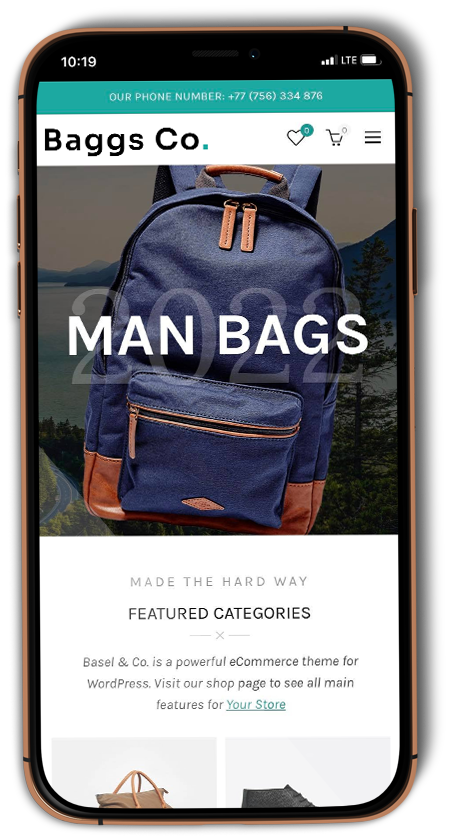 10:19
LTE
OUR PHONE NUMBER: +77 (756) 334 876
Baggs Co.
0
0
2022
MAN BAGS
MADE THE HARD WAY
FEATURED CATEGORIES
Basel & Co. is a powerful eCommerce theme for
WordPress. Visit our shop page to see all main
features for Your Store